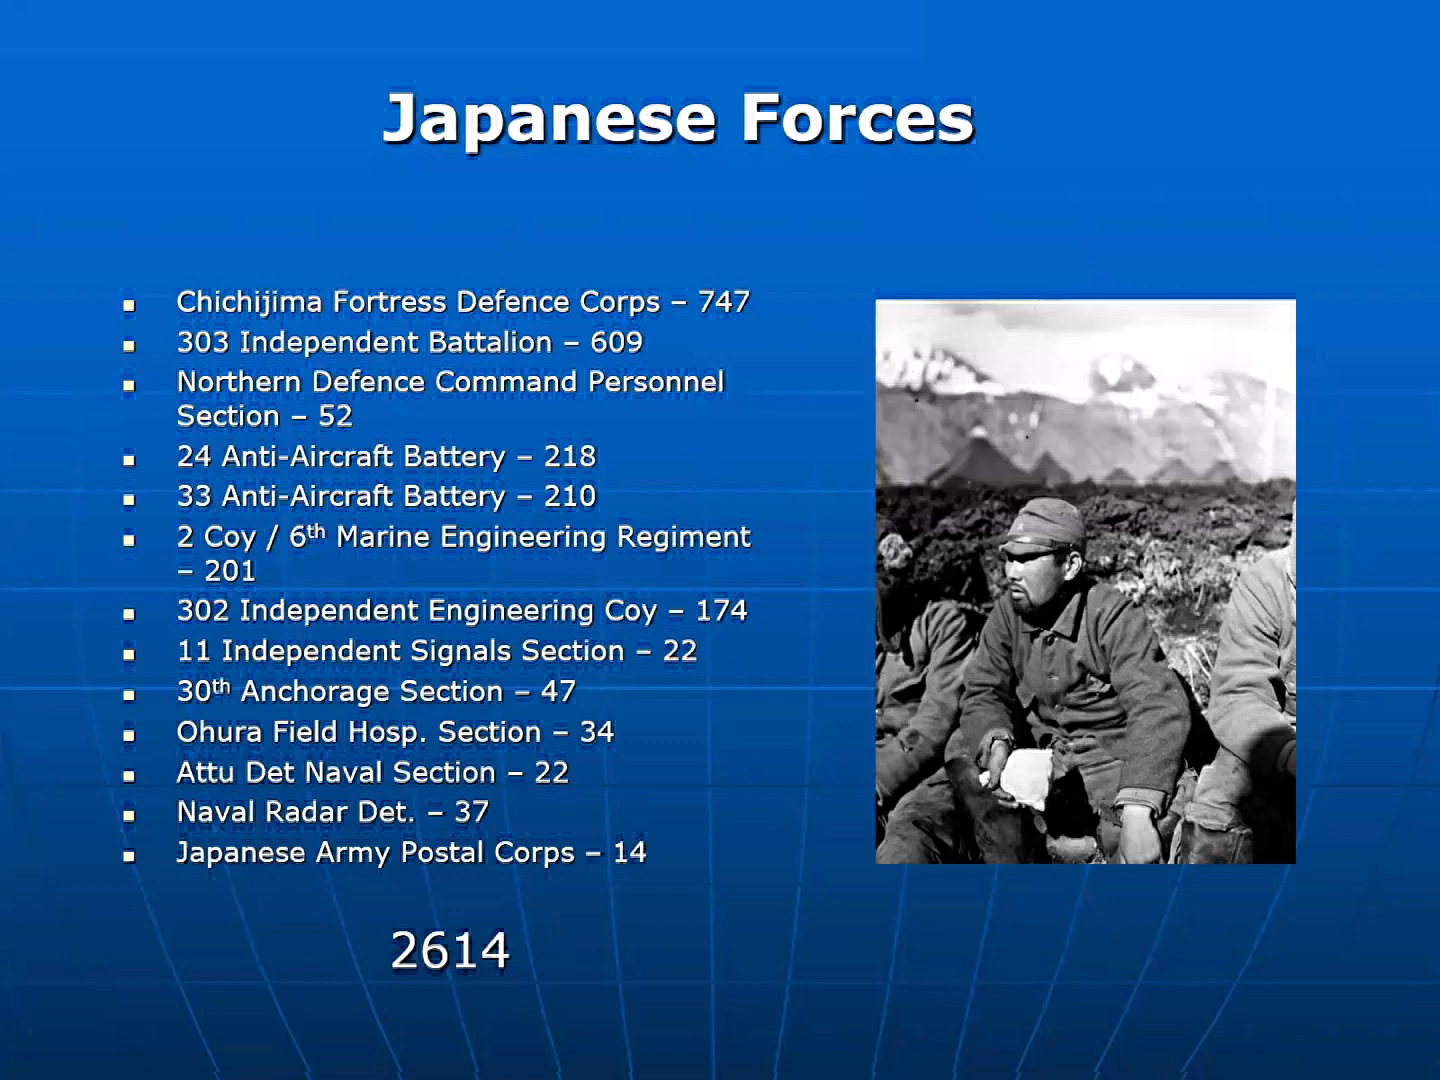 Japanese Forces
Chichijima Fortress Defence Corps – 747
303 Independent Battalion – 609
Northern Defence Command Personnel
Section – 52
24 Anti-Aircraft Battery – 218
33 Anti-Aircraft Battery – 210
2 Coy / 6th Marine Engineering Regiment
– 201
302 Independent Engineering Coy – 174
11 Independent Signals Section – 22
30th Anchorage Section – 47
Ohura Field Hosp. Section – 34
Attu Det Naval Section – 22
Naval Radar Det. – 37
Japanese Army Postal Corps – 14
2614